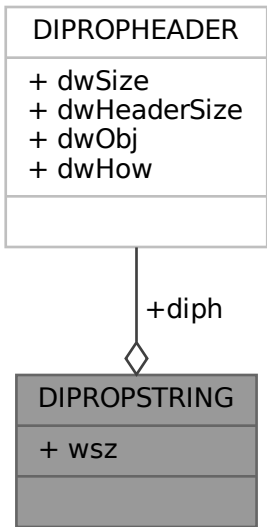 DIPROPHEADER
+ dwSize
+ dwHeaderSize
+ dwObj
+ dwHow
+diph
DIPROPSTRING
+ wsz